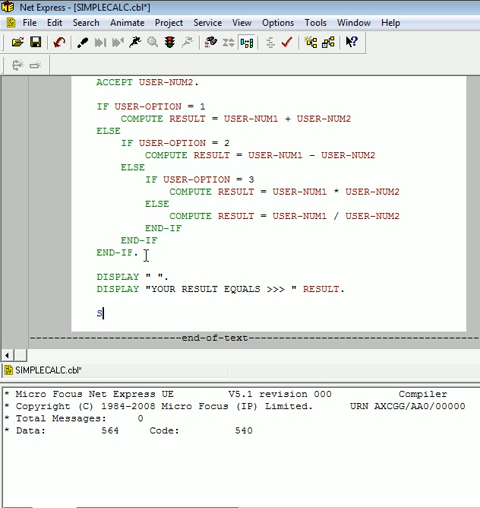 Net Express - [SIMPLECALC.cbl*]
File Edit Search Animate Project Service View Options Tools Window Help
ACCEPT USER-NUM2.
IF USER-OPTION = 1
COMPUTE RESULT = USER-NUM1 + USER-NUM2
ELSE
IF USER-OPTION = 2
COMPUTE RESULT = USER-NUM1 - USER-NUM2
ELSE
IF USER-OPTION = 3
COMPUTE RESULT = USER-NUM1 * USER-NUM2
ELSE
COMPUTE RESULT = USER-NUM1 / USER-NUM2
END-IF
END-IF
END-IF.
DISPLAY " ".
DISPLAY "YOUR RESULT EQUALS >>> " RESULT.
S
------------------------------end-of-text------------------------------
SIMPLECALC.cbl*
* Micro Focus Net Express UE V5.1 revision 000 Compiler
* Copyright (C) 1984-2008 Micro Focus (IP) Limited. URN AXCGG/AA0/00000
* Total Messages: 0
* Data: 564 Code: 540